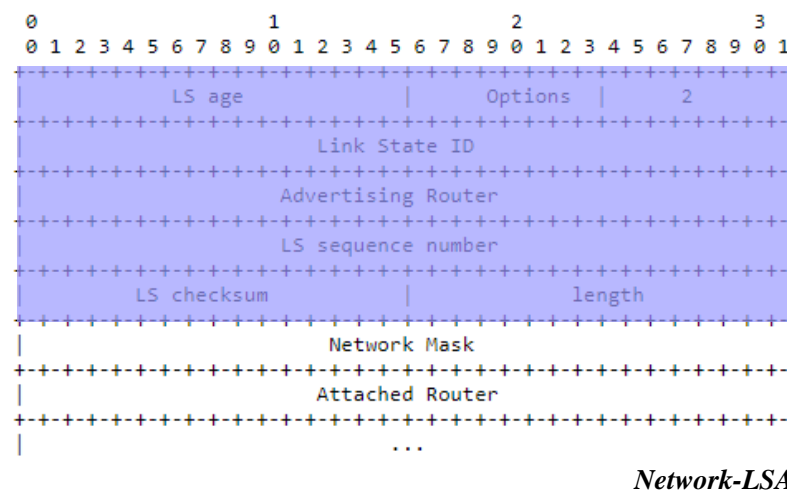 0                   1                   2                   3
0 1 2 3 4 5 6 7 8 9 0 1 2 3 4 5 6 7 8 9 0 1 2 3 4 5 6 7 8 9 0 1
+-+-+-+-+-+-+-+-+-+-+-+-+-+-+-+-+-+-+-+-+-+-+-+-+-+-+-+-+-+-+-+-
| LS age | Options | 2
+-+-+-+-+-+-+-+-+-+-+-+-+-+-+-+-+-+-+-+-+-+-+-+-+-+-+-+-+-+-+-+-
| Link State ID
+-+-+-+-+-+-+-+-+-+-+-+-+-+-+-+-+-+-+-+-+-+-+-+-+-+-+-+-+-+-+-+-
| Advertising Router
+-+-+-+-+-+-+-+-+-+-+-+-+-+-+-+-+-+-+-+-+-+-+-+-+-+-+-+-+-+-+-+-
| LS sequence number
+-+-+-+-+-+-+-+-+-+-+-+-+-+-+-+-+-+-+-+-+-+-+-+-+-+-+-+-+-+-+-+-
| LS checksum | length
+-+-+-+-+-+-+-+-+-+-+-+-+-+-+-+-+-+-+-+-+-+-+-+-+-+-+-+-+-+-+-+-
| Network Mask
+-+-+-+-+-+-+-+-+-+-+-+-+-+-+-+-+-+-+-+-+-+-+-+-+-+-+-+-+-+-+-+-
| Attached Router
+-+-+-+-+-+-+-+-+-+-+-+-+-+-+-+-+-+-+-+-+-+-+-+-+-+-+-+-+-+-+-+-
| ...
Network-LSA